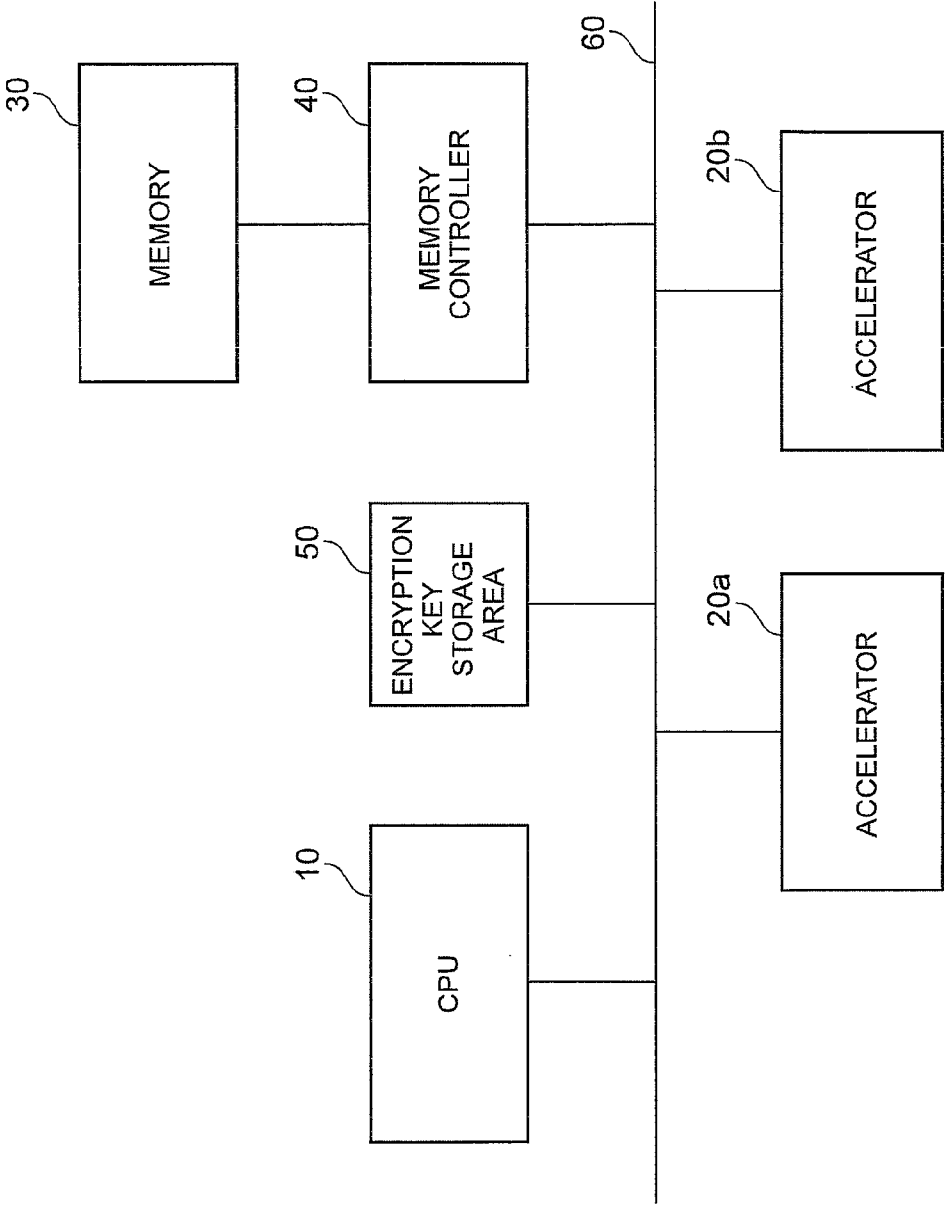 30
MEMORY
10
CPU
50
ENCRYPTION
KEY
STORAGE
AREA
40
MEMORY
CONTROLLER
60
20a
ACCELERATOR
20b
ACCELERATOR